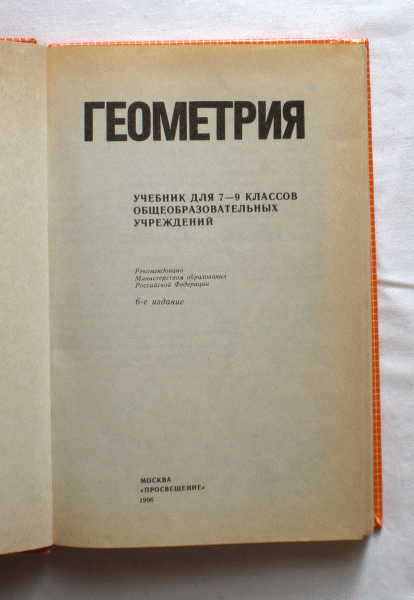 ГЕОМЕТРИЯ
УЧЕБНИК ДЛЯ 7—9 КЛАССОВ
ОБЩЕОБРАЗОВАТЕЛЬНЫХ
УЧРЕЖДЕНИЙ
Рекомендовано
Министерством образования
Российской Федерации
6-е издание
МОСКВА
«ПРОСВЕЩЕНИЕ»
1996